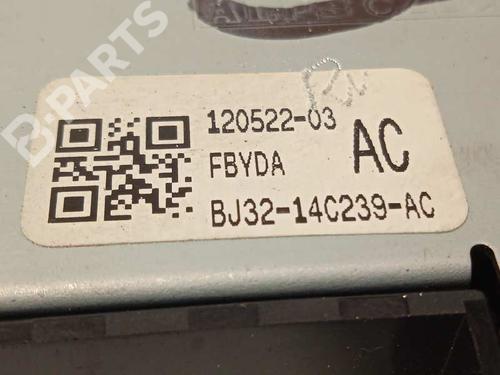 B-PARTS
120522-03
FBYDA
AC
BJ32-14C239-AC